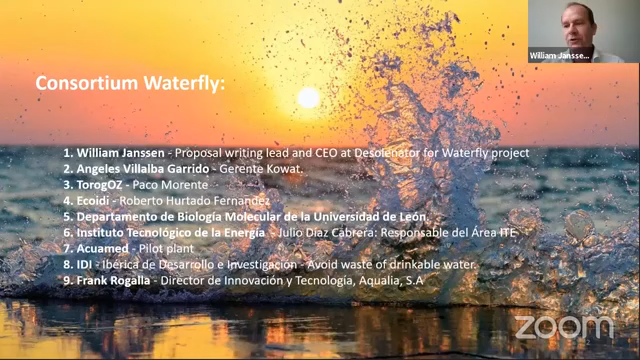 William Jansse...
Consortium Waterfly:
1. William Janssen - Proposal writing lead and CEO at Desolenator for Waterfly project
2. Angeles Villalba Garrido - Gerente Kowat.
3. TorogOZ - Paco Morente
4. Ecoidi - Roberto Hurtado Fernandez
5. Departamento de Biología Molecular de la Universidad de León.
6. Instituto Tecnológico de la Energía - Julio Diaz Cabrera: Responsable del Área ITE
7. Acuamed - Pilot plant
8. IDI - Ibérica de Desarrollo e Investigación - Avoid waste of drinkable water.
9. Frank Rogalla - Director de Innovación y Tecnología, Aqualia, S.A
zoom